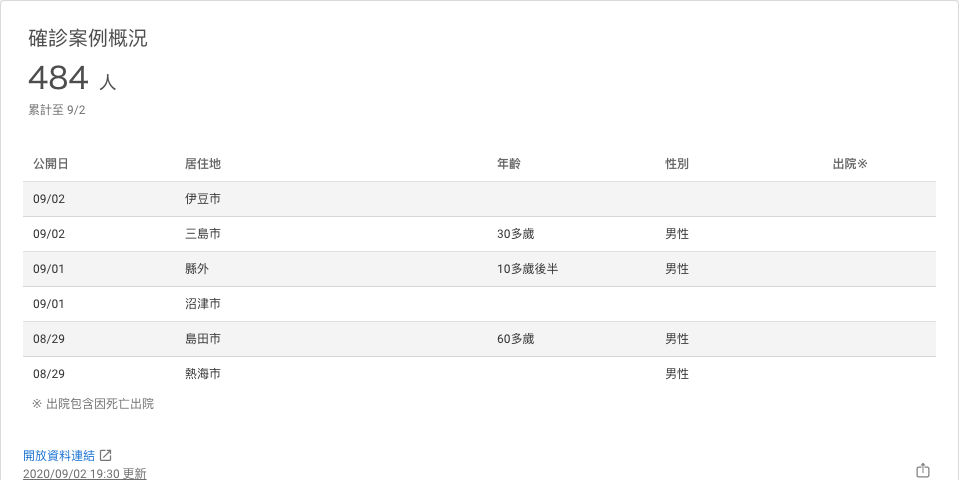 確診案例概況
484 人
累計至 9/2
公開日 居住地 年齡 性別 出院※
09/02 伊豆市
09/02 三島市 30多歲 男性
09/01 縣外 10多歲後半 男性
09/01 沼津市
08/29 島田市 60多歲 男性
08/29 熱海市 男性
※ 出院包含因死亡出院
開放資料連結
2020/09/02 19:30 更新